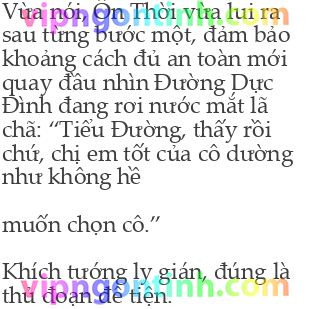 Vừa nói, Ôn Thời vừa lui ra
sau từng bước một, đảm bảo
khoảng cách đủ an toàn mới
quay đầu nhìn Đường Dực
Đình đang rơi nước mắt lã
chã: “Tiểu Đường, thấy rồi
chứ, chị em tốt của cô dường
như không hề
muốn chọn cô.”
Khích tướng ly gián, đúng là
thủ đoạn đê tiện.
vipngontinh.com
vipngontinh.com